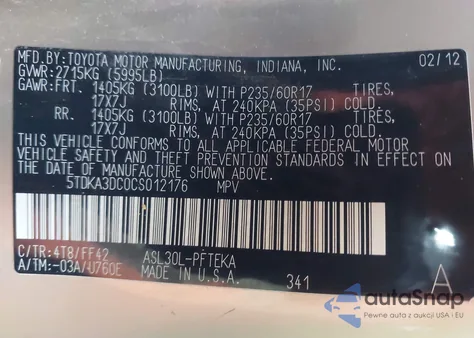 MFD.BY: TOYOTA MOTOR MANUFACTURING, INDIANA, INC. 02/12
GVWR: 2715KG (5995LB)
GAWR: FRT. 1405KG (3100LB) WITH P235/60R17 TIRES,
17X7J RIMS, AT 240KPA (35PSI) COLD.
RR. 1405KG (3100LB) WITH P235/60R17 TIRES,
17X7J RIMS, AT 240KPA (35PSI) COLD.
THIS VEHICLE CONFORMS TO ALL APPLICABLE FEDERAL MOTOR
VEHICLE SAFETY AND THEFT PREVENTION STANDARDS IN EFFECT ON
THE DATE OF MANUFACTURE SHOWN ABOVE.
5TDKA3DC0CS012176 MPV
C/TR: 4T8/FF42 ASL30L-PFTEKA
A/TM: -03A/U760E MADE IN U.S.A. 341 A
autoSnap
Pewne auta z aukcji USA i EU